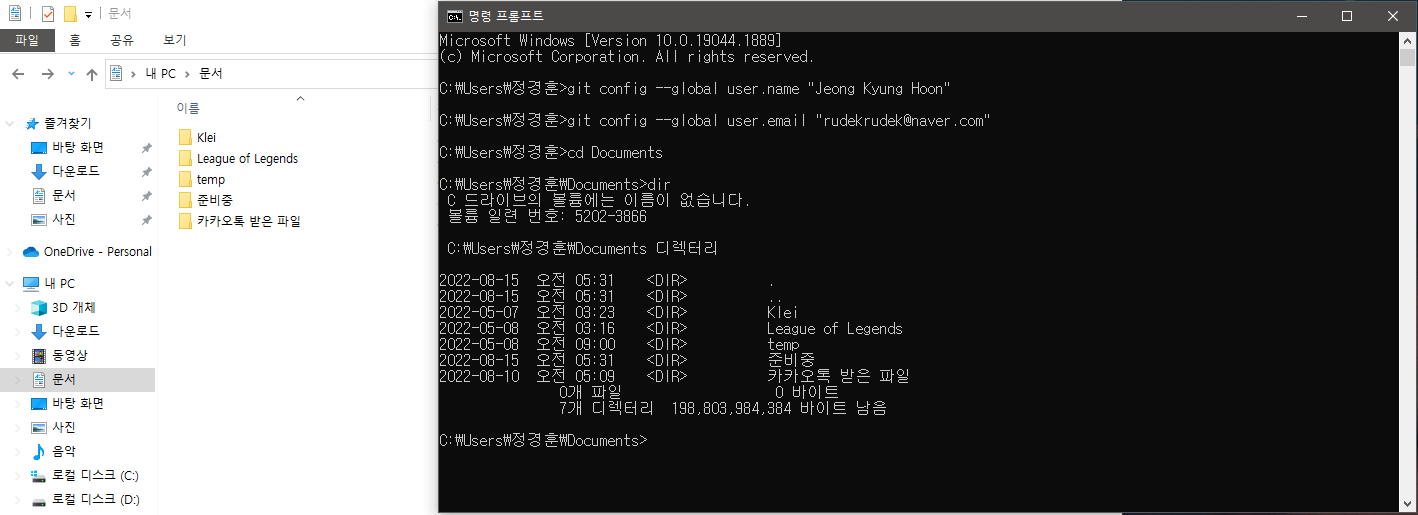 문서
파일 홈 공유 보기
내 PC 문서
이름
즐겨찾기
바탕 화면
다운로드
문서
사진
OneDrive - Personal
내 PC
3D 개체
다운로드
동영상
문서
바탕 화면
사진
음악
로컬 디스크 (C:)
로컬 디스크 (D:)
Klei
League of Legends
temp
준비중
카카오톡 받은 파일
명령 프롬프트
Microsoft Windows [Version 10.0.19044.1889]
(c) Microsoft Corporation. All rights reserved.
C:₩Users₩정경훈>git config --global user.name "Jeong Kyung Hoon"
C:₩Users₩정경훈>git config --global user.email "rudekrudek@naver.com"
C:₩Users₩정경훈>cd Documents
C:₩Users₩정경훈₩Documents>dir
C 드라이브의 볼륨에는 이름이 없습니다.
볼륨 일련 번호: 5202-3866
C:₩Users₩정경훈₩Documents 디렉터리
2022-08-15 오전 05:31 <DIR> .
2022-08-15 오전 05:31 <DIR> ..
2022-05-07 오전 03:23 <DIR> Klei
2022-05-08 오전 03:16 <DIR> League of Legends
2022-05-08 오전 09:00 <DIR> temp
2022-08-15 오전 05:31 <DIR> 준비중
2022-08-10 오전 05:09 <DIR> 카카오톡 받은 파일
0개 파일 0 바이트
7개 디렉터리 198,803,984,384 바이트 남음
C:₩Users₩정경훈₩Documents>